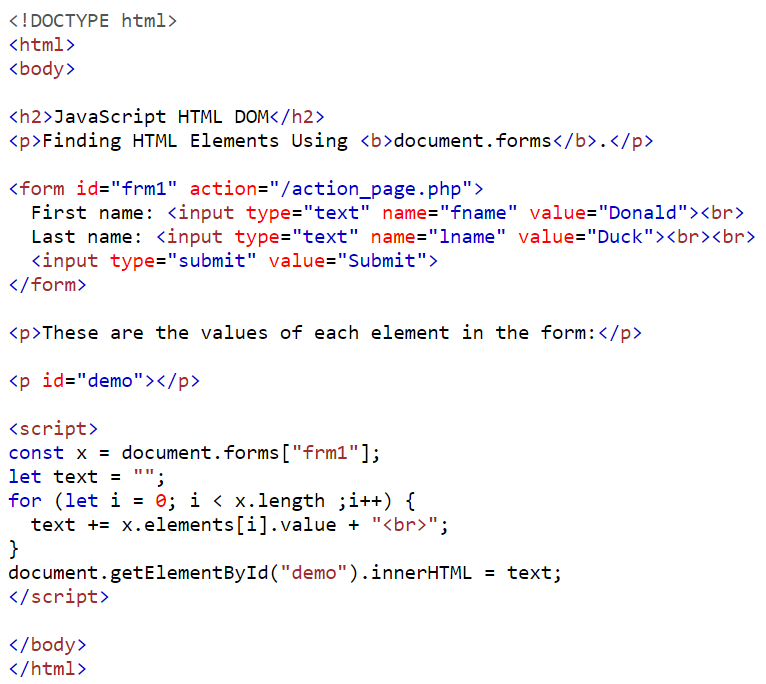 <!DOCTYPE html>
<html>
<body>

<h2>JavaScript HTML DOM</h2>
<p>Finding HTML Elements Using <b>document.forms</b>.</p>

<form id="frm1" action="/action_page.php">
  First name: <input type="text" name="fname" value="Donald"><br>
  Last name: <input type="text" name="lname" value="Duck"><br><br>
  <input type="submit" value="Submit">
</form>

<p>These are the values of each element in the form:</p>

<p id="demo"></p>

<script>
const x = document.forms["frm1"];
let text = "";
for (let i = 0; i < x.length ;i++) {
  text += x.elements[i].value + "<br>";
}
document.getElementById("demo").innerHTML = text;
</script>

</body>
</html>